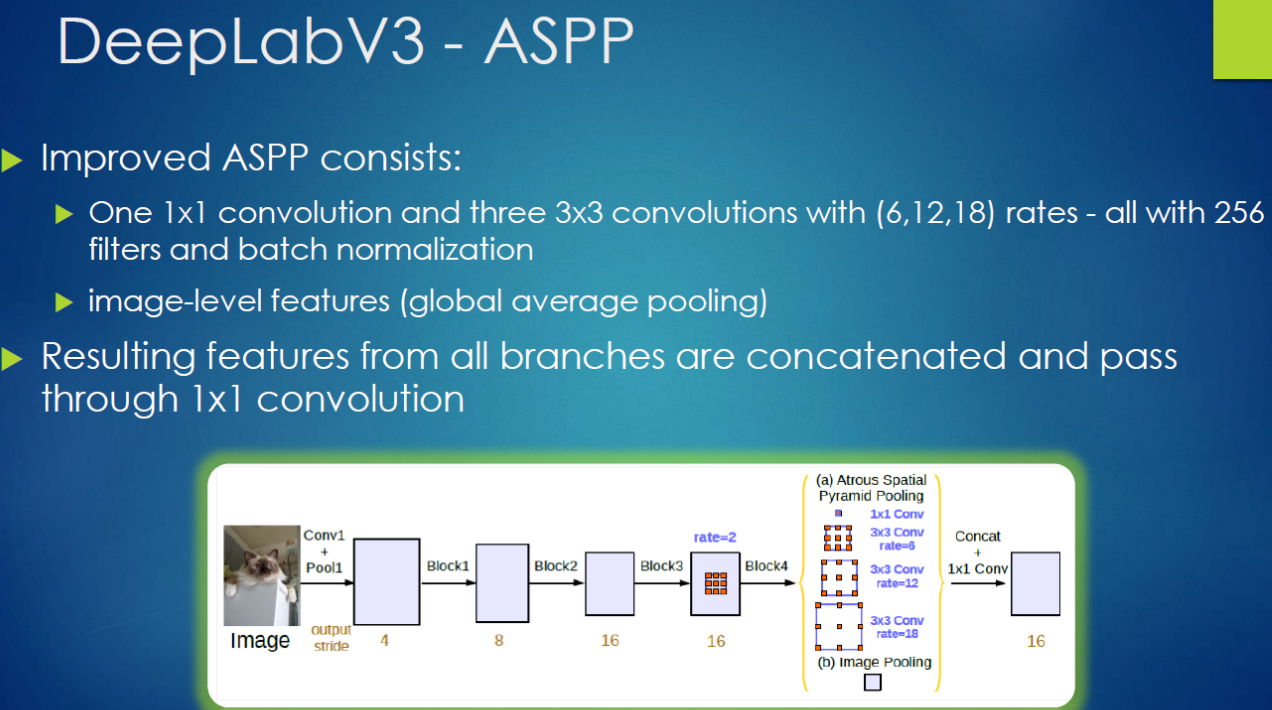 DeepLabV3 - ASPP
Improved ASPP consists:
One 1x1 convolution and three 3x3 convolutions with (6,12,18) rates - all with 256
filters and batch normalization
image-level features (global average pooling)
Resulting features from all branches are concatenated and pass
through 1x1 convolution
Image
output
stride
Conv1
+
Pool1
4
Block1
8
Block2
16
Block3
rate=2
16
Block4
(a) Atrous Spatial
Pyramid Pooling
1x1 Conv
3x3 Conv
rate=6
3x3 Conv
rate=12
3x3 Conv
rate=18
(b) Image Pooling
Concat
+
1x1 Conv
16